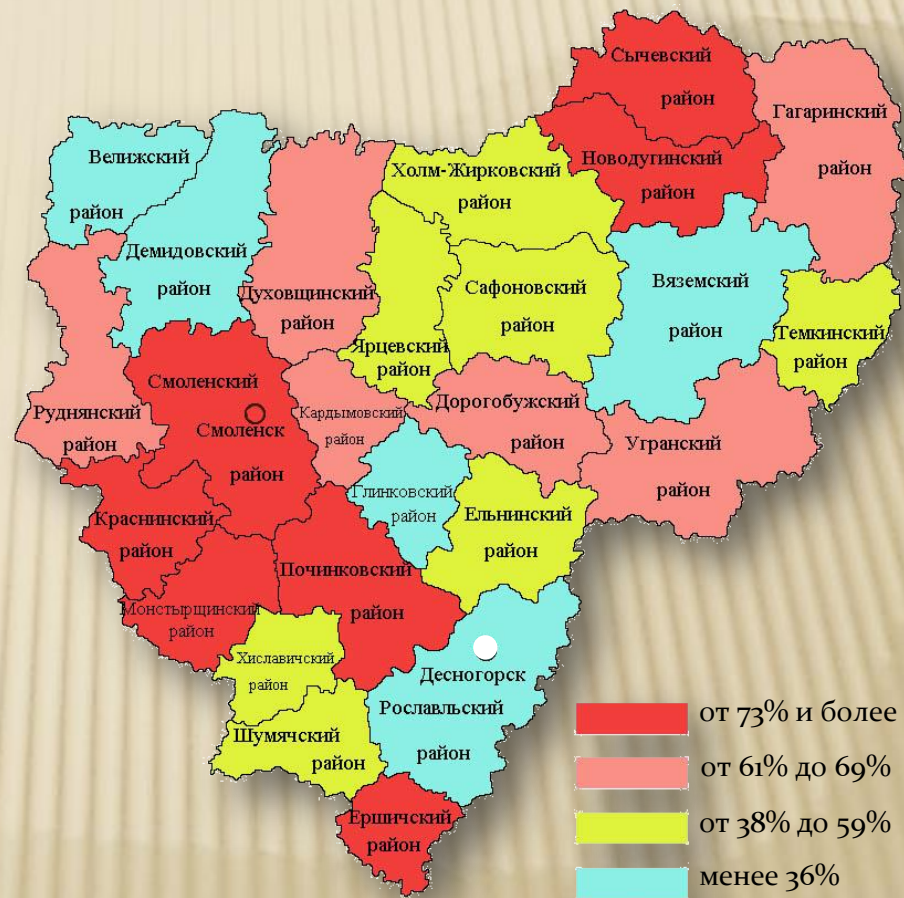 Сычевский
район
Гагаринский
район
Новодугинский
район
Велижский
район
Холм-Жирковский
район
Демидовский
район
Духовщинский
район
Сафоновский
район
Вяземский
район
Ярцевский
район
Темкинский
район
Смоленский
Смоленск
район
Руднянский
район
Кардымовский
район
Дорогобужский
район
Угранский
район
Глинковский
район
Ельнинский
район
Краснинский
район
Починковский
район
Монстырщинский
район
Хиславичский
район
Десногорск
Рославльский
район
Шумячский
район
Ершичский
район
от 73% и более
от 61% до 69%
от 38% до 59%
менее 36%